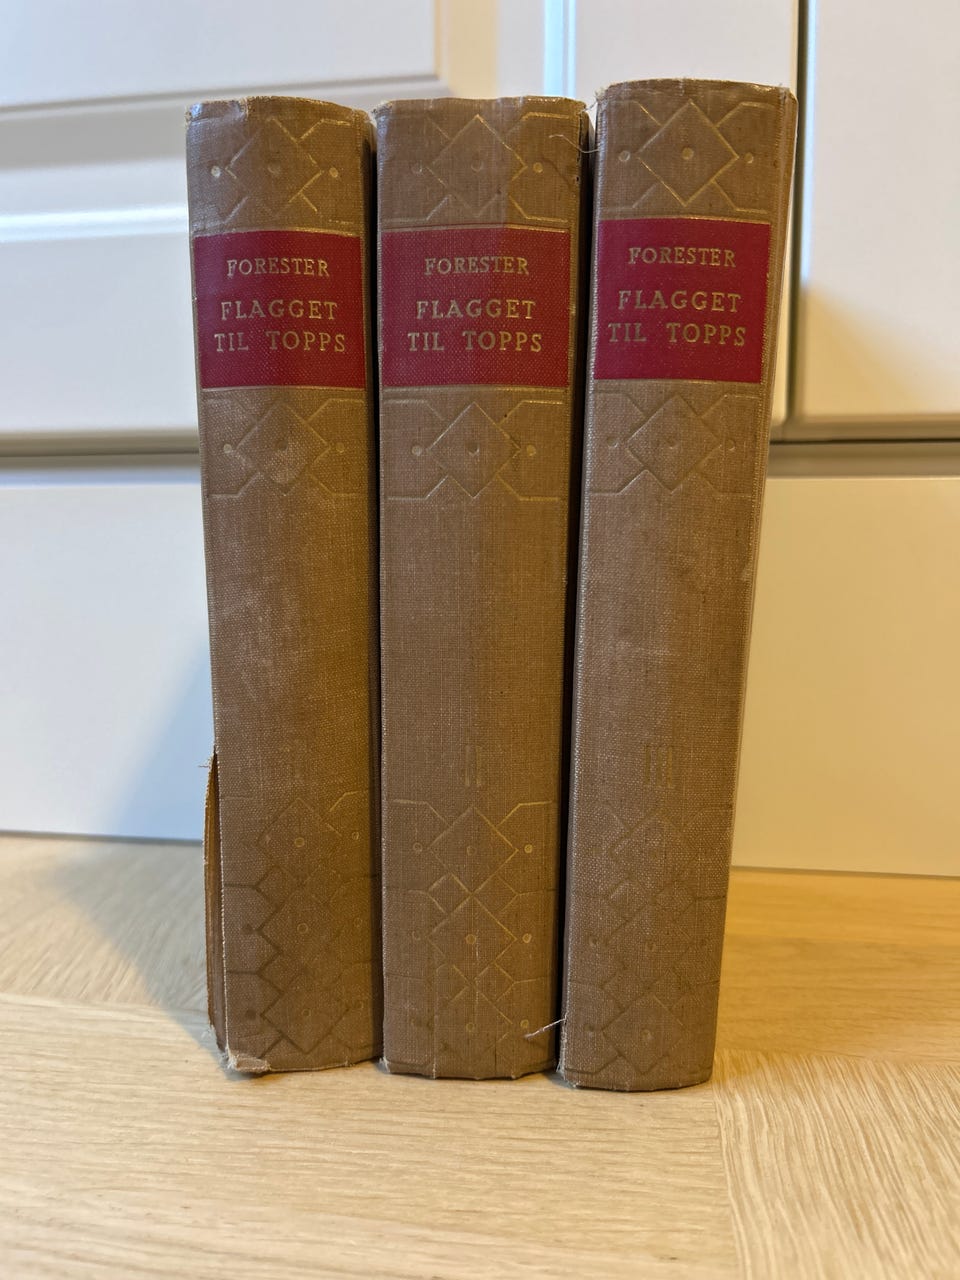 FORESTER
FLAGGET
TIL TOPPS
FORESTER
FLAGGET
TIL TOPPS
II
FORESTER
FLAGGET
TIL TOPPS
III